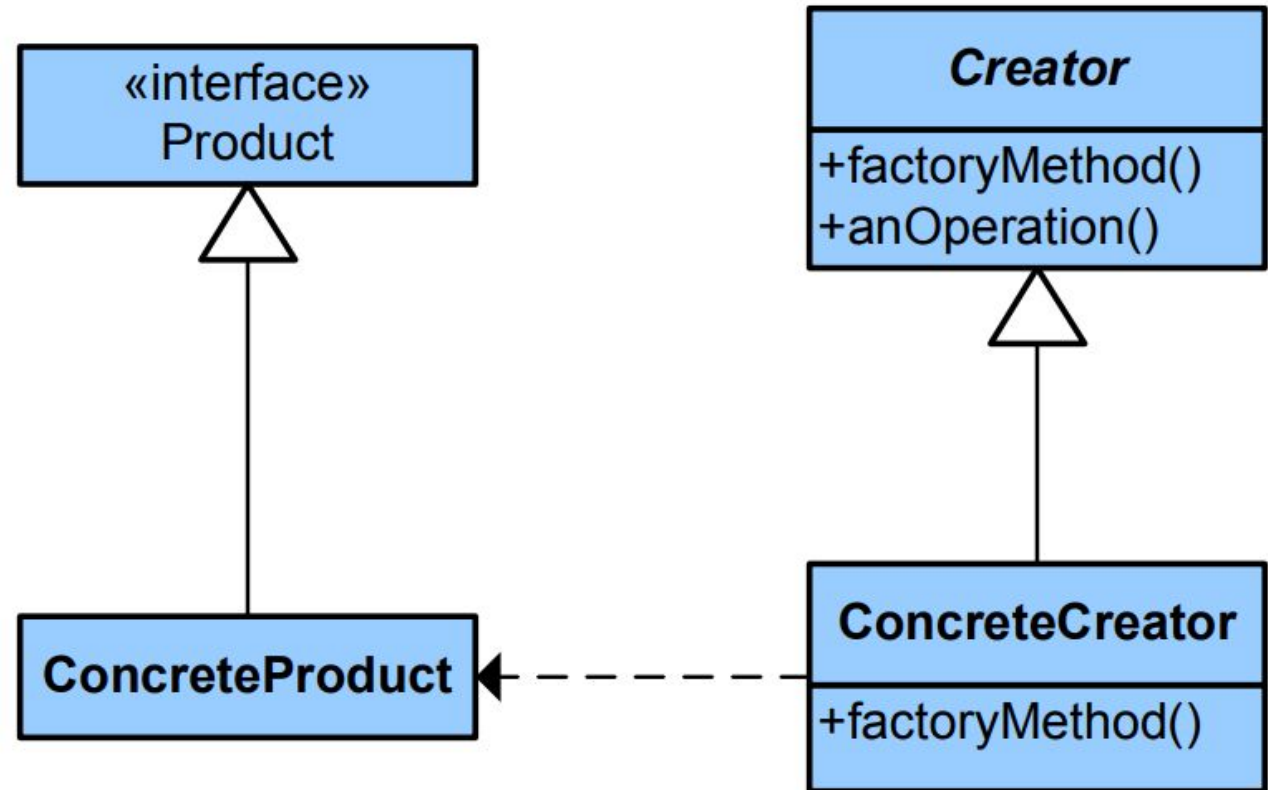 «interface»
Product
Creator
+factoryMethod()
+anOperation()
ConcreteProduct
ConcreteCreator
+factoryMethod()